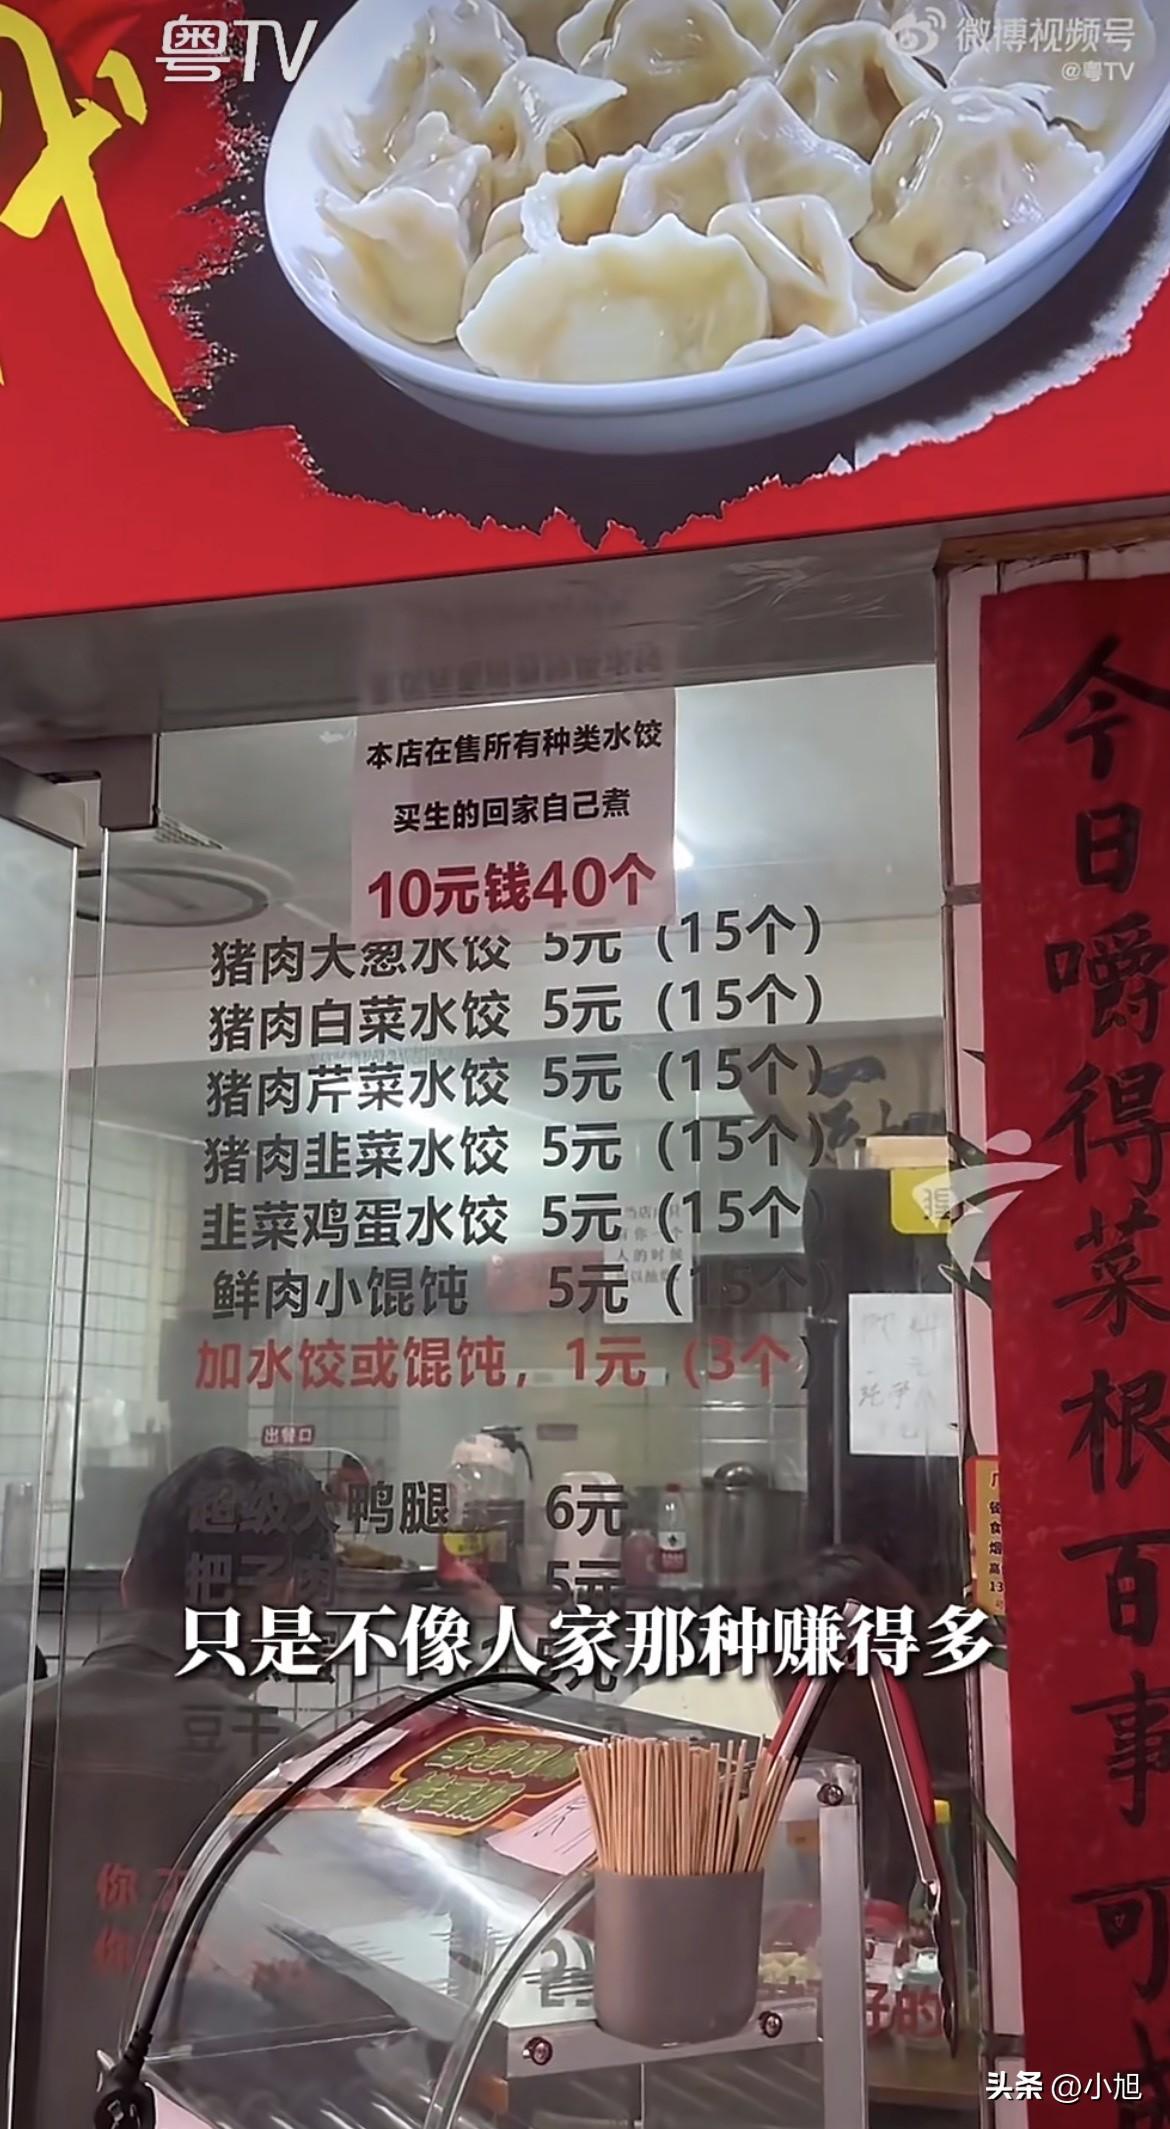 粤TV
微博视频号
@粤TV
本店在售所有种类水饺
买生的回家自己煮
10元钱40个
猪肉大葱水饺 5元（15个）
猪肉白菜水饺 5元（15个）
猪肉芹菜水饺 5元（15个）
猪肉韭菜水饺 5元（15个）
韭菜鸡蛋水饺 5元（15个）
鲜肉小馄饨 5元（15个）
加水饺或馄饨，1元（3个）
出餐口
超级大鸭腿 6元
把子肉 5元
只是不像人家那种赚得多
豆干
好的
今日嚼得菜根百事可
头条 @小旭